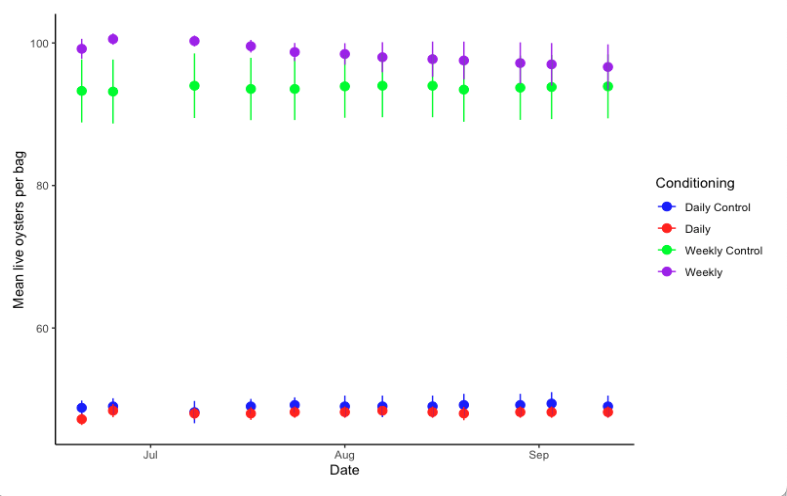 100
80
60
Mean live oysters per bag
Jul
Aug
Sep
Date
Conditioning
Daily Control
Daily
Weekly Control
Weekly